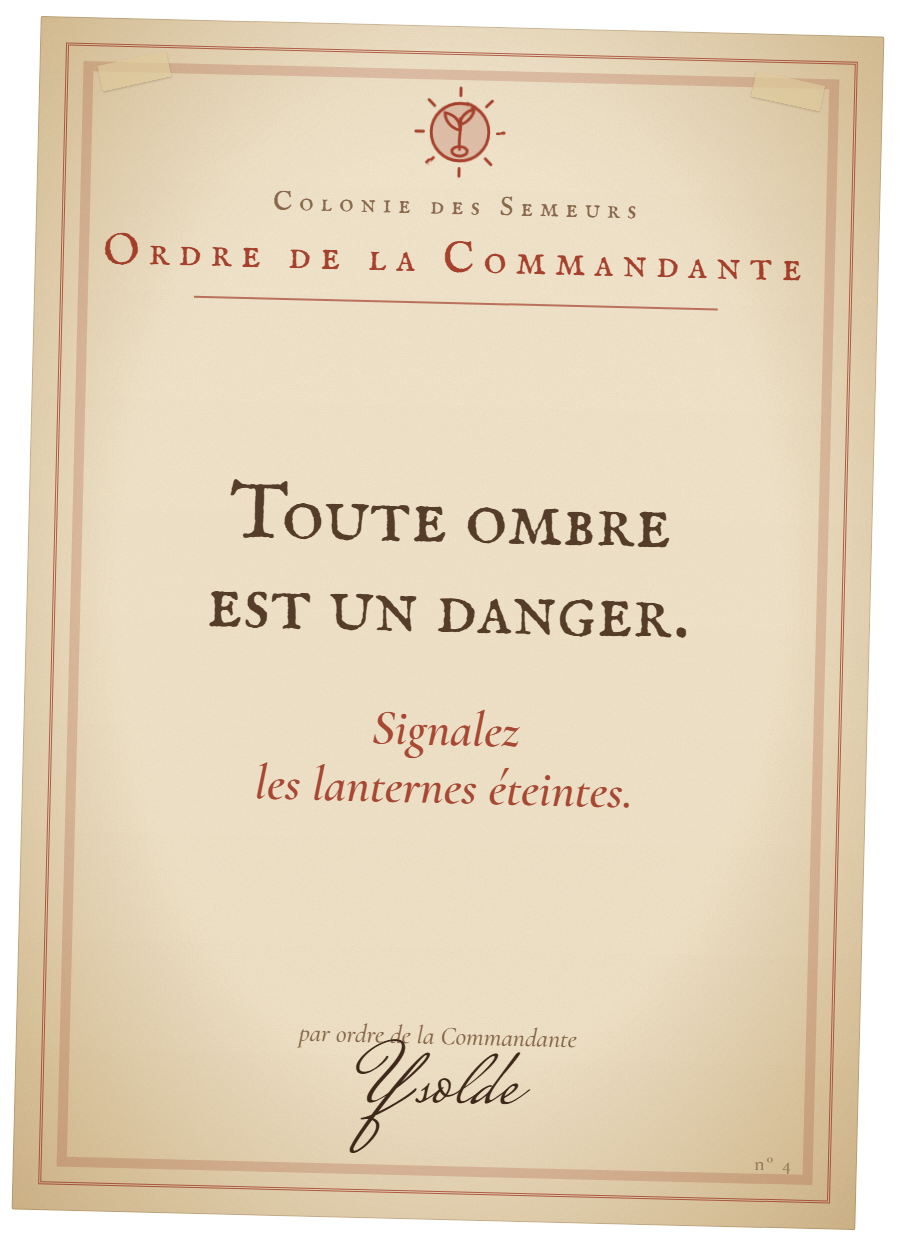 Colonie des Semeurs
Ordre de la Commandante
Toute ombre
est un danger.
Signalez
les lanternes éteintes.
par ordre de la Commandante
Ysolde
n° 4